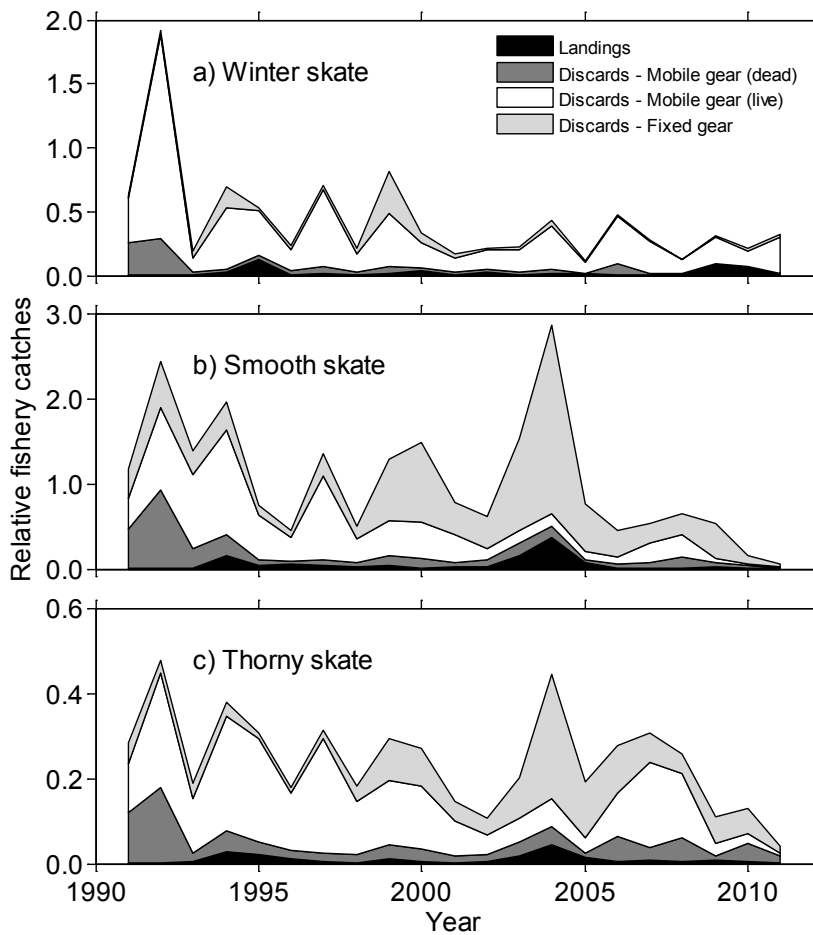 2.0
a) Winter skate
Landings
Discards - Mobile gear (dead)
Discards - Mobile gear (live)
Discards - Fixed gear
1.5
1.0
0.5
0.0
3.0
b) Smooth skate
2.0
1.0
0.0
Relative fishery catches
0.6
c) Thorny skate
0.4
0.2
0.0
1990 1995 2000 2005 2010
Year